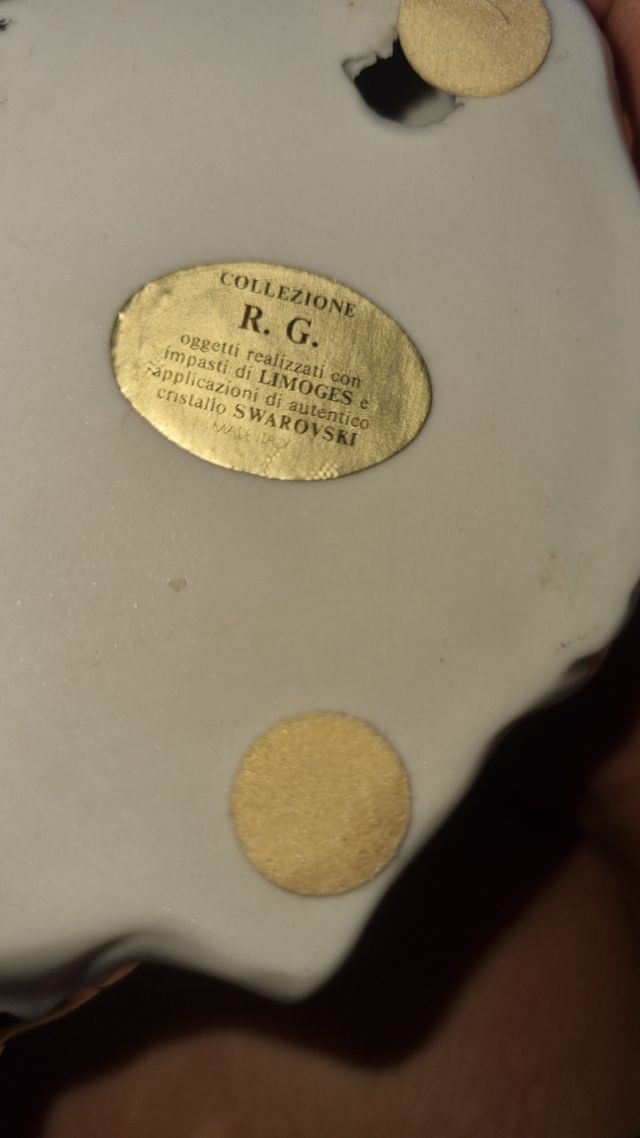 COLLEZIONE
R. G.
oggetti realizzati con
impasti di LIMOGES e
applicazioni di autentico
cristallo SWAROVSKI
MADE ITALY